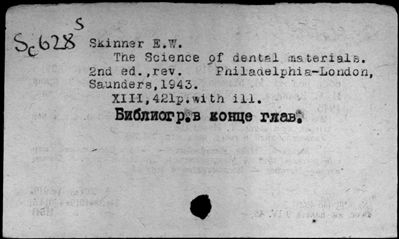 Sc628 S
Skinner E.W.
The Science of dental materials.
2nd ed.,rev. Philadelphia-London,
Saunders,1943.
XIII,421p.with ill.
Библиогр.в конце глав.